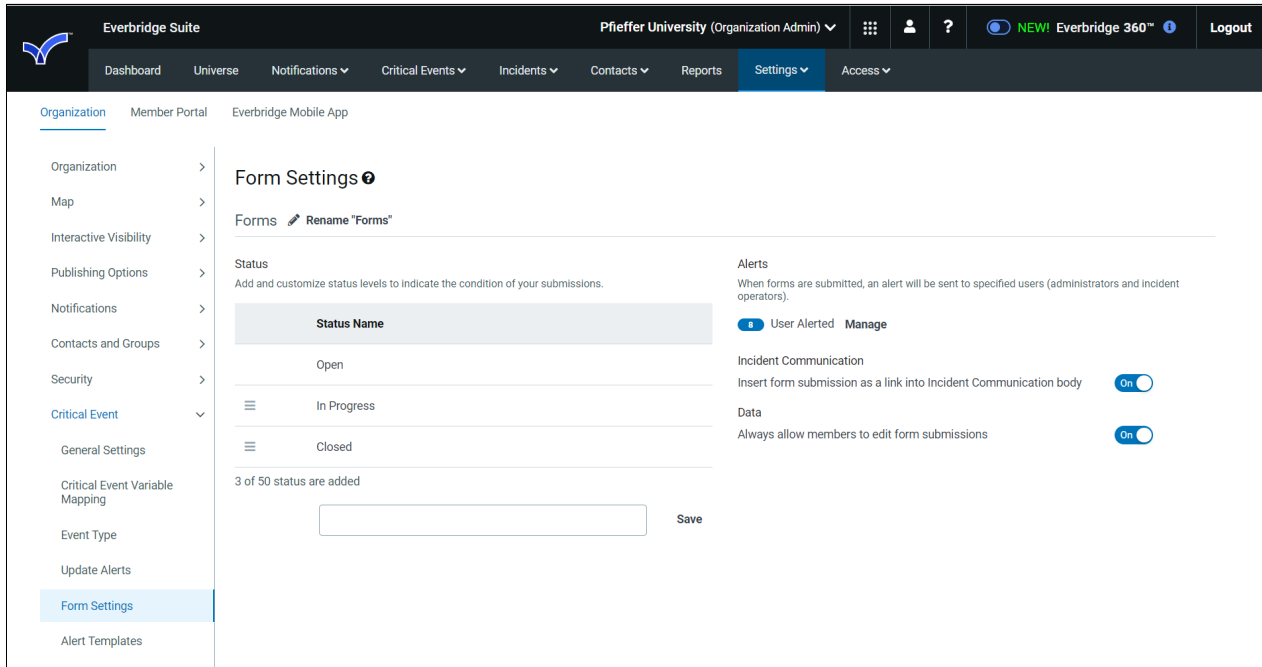 Everbridge Suite
Pfieffer University (Organization Admin)
?
NEW! Everbridge 360™
Logout
Dashboard
Universe
Notifications
Critical Events
Incidents
Contacts
Reports
Settings
Access
Organization
Member Portal
Everbridge Mobile App
Organization
Map
Interactive Visibility
Publishing Options
Notifications
Contacts and Groups
Security
Critical Event
General Settings
Critical Event Variable
Mapping
Event Type
Update Alerts
Form Settings
Alert Templates
Form Settings
Forms
Rename "Forms"
Status
Add and customize status levels to indicate the condition of your submissions.
Status Name
Open
In Progress
Closed
3 of 50 status are added
Save
Alerts
When forms are submitted, an alert will be sent to specified users (administrators and incident
operators).
8 User Alerted Manage
Incident Communication
Insert form submission as a link into Incident Communication body
On
Data
Always allow members to edit form submissions
On